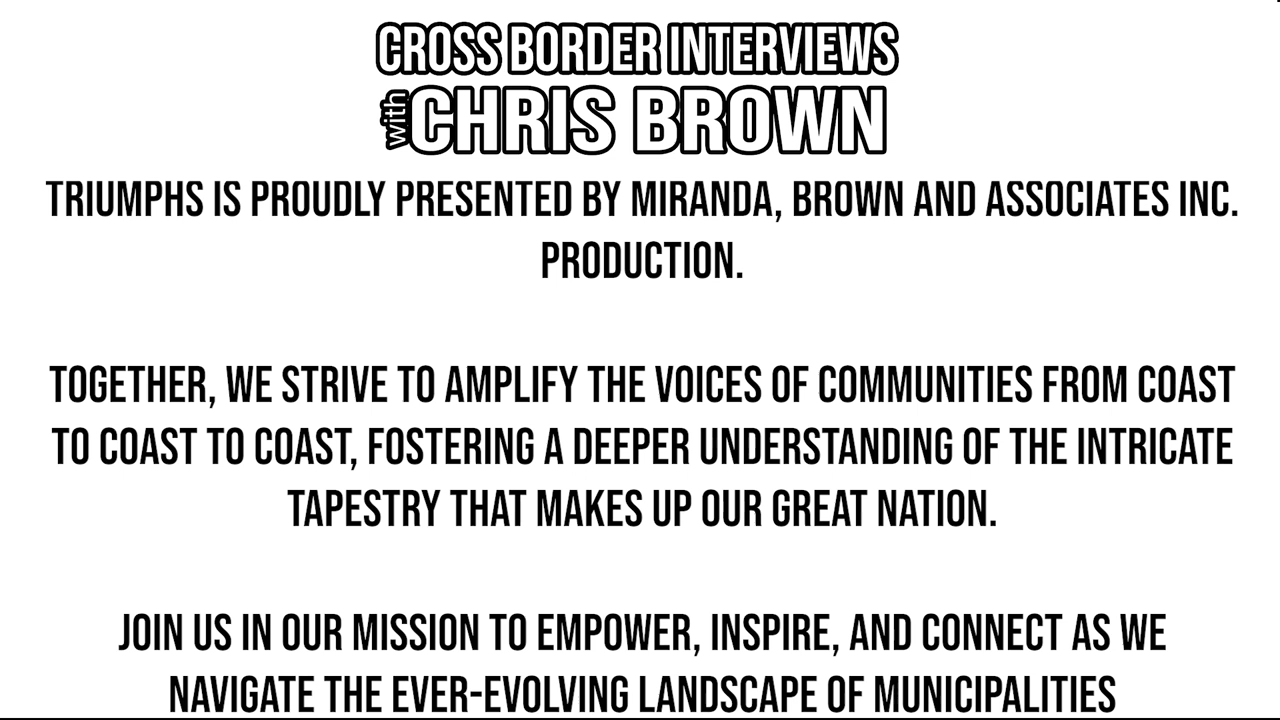 CROSS BORDER INTERVIEWS
with CHRIS BROWN
TRIUMPHS IS PROUDLY PRESENTED BY MIRANDA, BROWN AND ASSOCIATES INC.
PRODUCTION.
TOGETHER, WE STRIVE TO AMPLIFY THE VOICES OF COMMUNITIES FROM COAST
TO COAST TO COAST, FOSTERING A DEEPER UNDERSTANDING OF THE INTRICATE
TAPESTRY THAT MAKES UP OUR GREAT NATION.
JOIN US IN OUR MISSION TO EMPOWER, INSPIRE, AND CONNECT AS WE
NAVIGATE THE EVER-EVOLVING LANDSCAPE OF MUNICIPALITIES